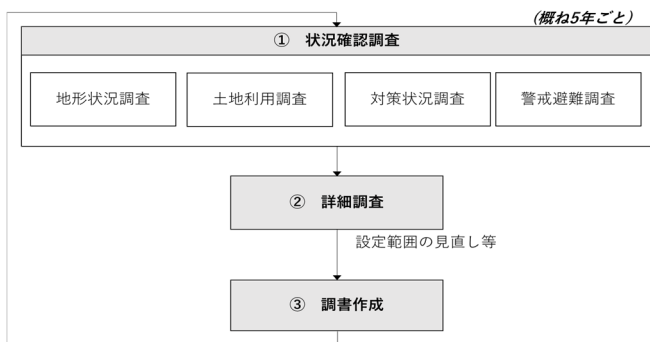 (概ね5年ごと)
① 状況確認調査
地形状況調査
土地利用調査
対策状況調査
警戒避難調査
② 詳細調査
設定範囲の見直し等
③ 調書作成